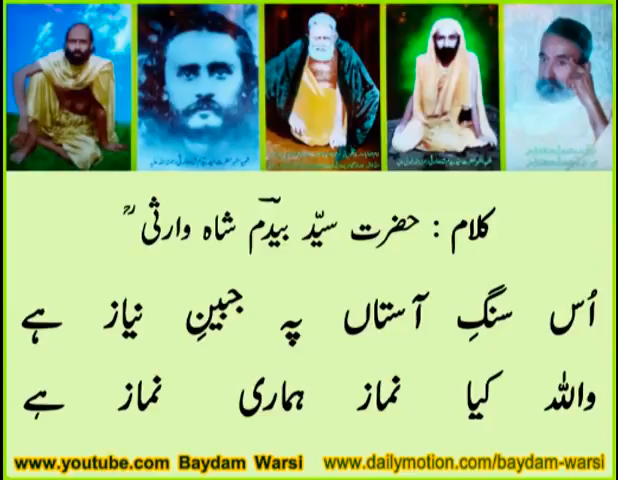 کلام : حضرت سیّد بیدم شاہ وارثی ؒ
اُس سنگِ آستاں پہ جبینِ نیاز ہے
واللہ کیا نماز ہماری نماز ہے
www.youtube.com Baydam Warsi www.dailymotion.com/baydam-warsi